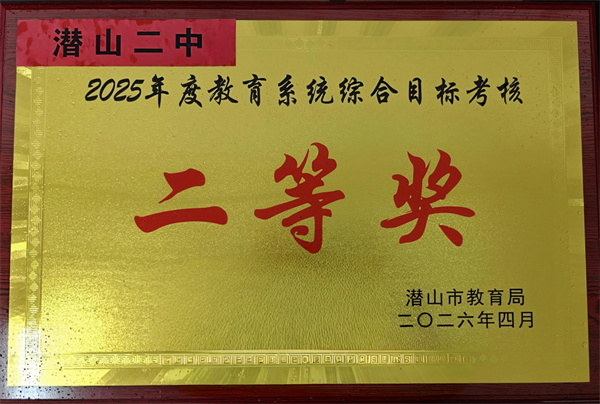 潜山二中
2025年度教育系统综合目标考核
二等奖
潜山市教育局
二〇二六年四月